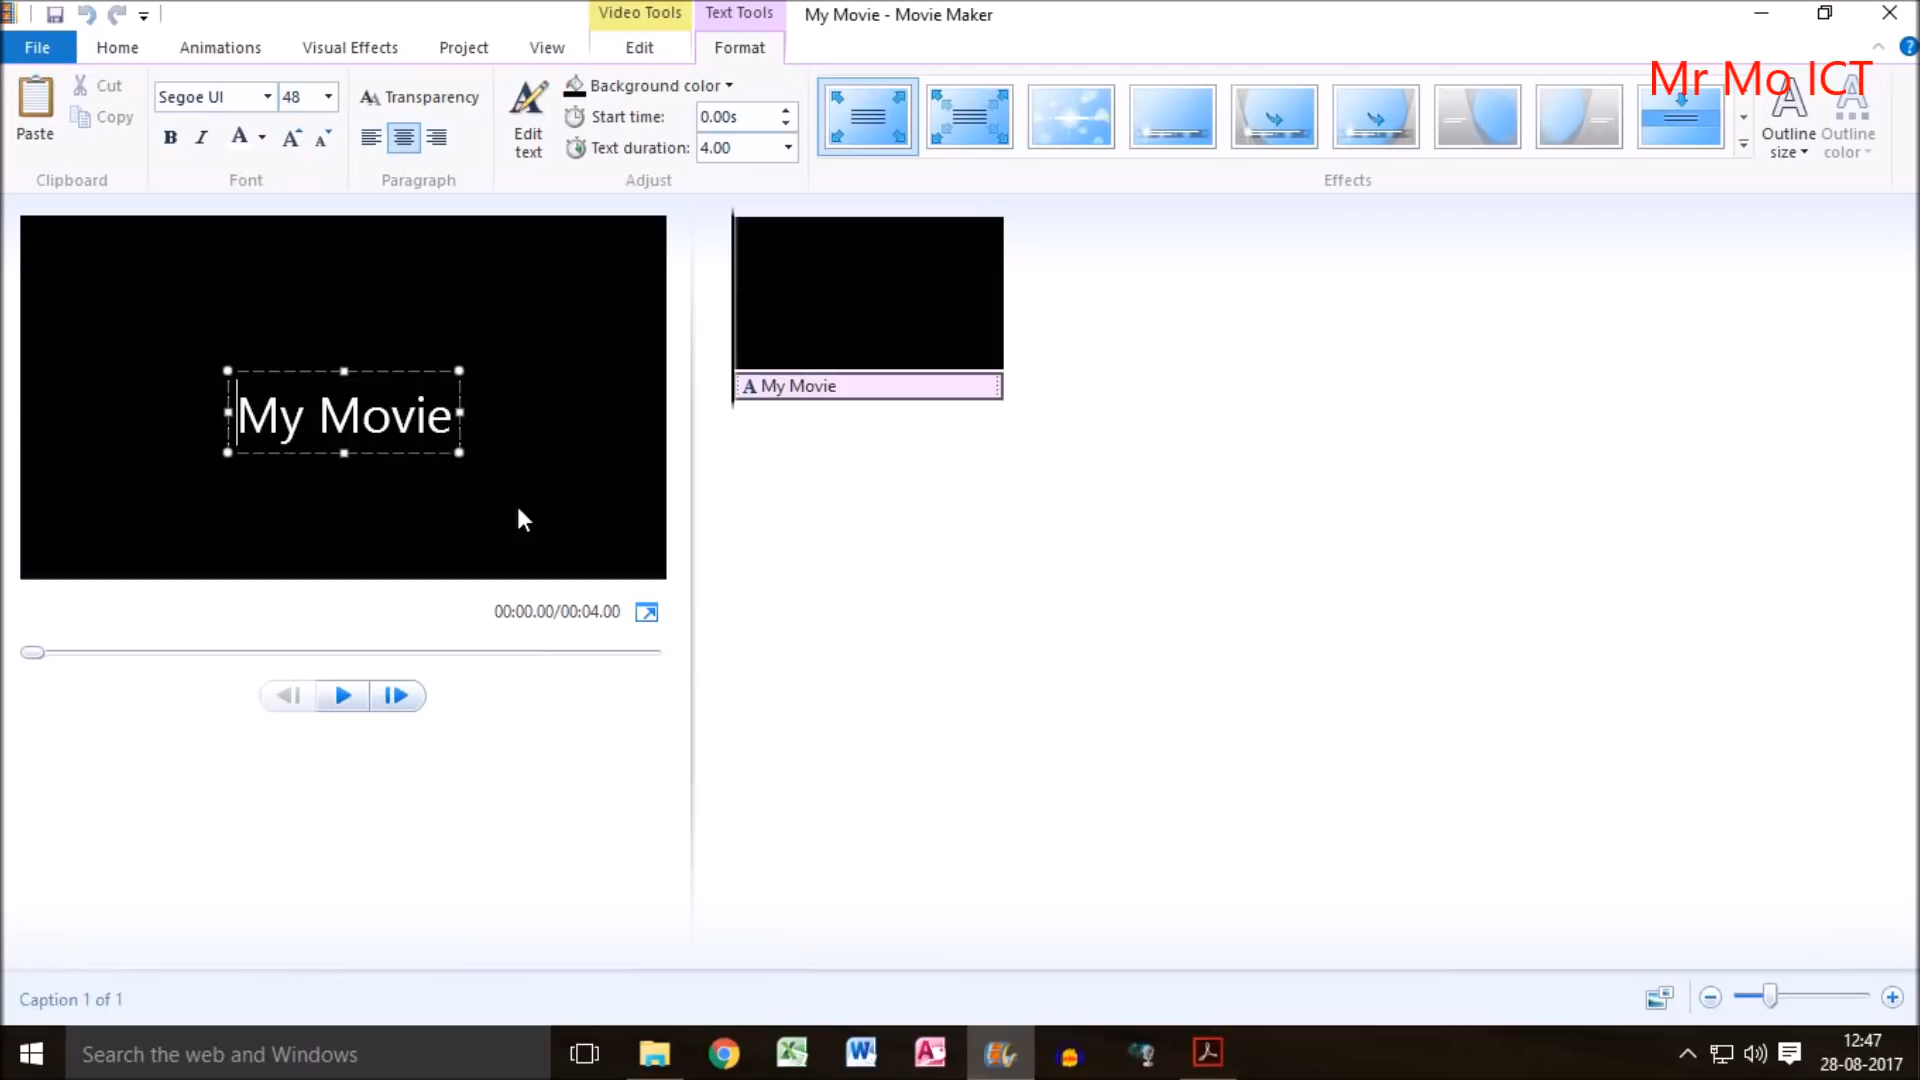 Video Tools
Text Tools
My Movie - Movie Maker
File
Home
Animations
Visual Effects
Project
View
Edit
Format
Mr Mo ICT
Paste
Cut
Copy
Clipboard
Segoe UI
48
Font
Transparency
Paragraph
Edit
text
Background color
Start time:
0.00s
Text duration:
4.00
Adjust
Effects
Outline
size
Outline
color
My Movie
A My Movie
00:00.00/00:04.00
Caption 1 of 1
Search the web and Windows
12:47
28-08-2017